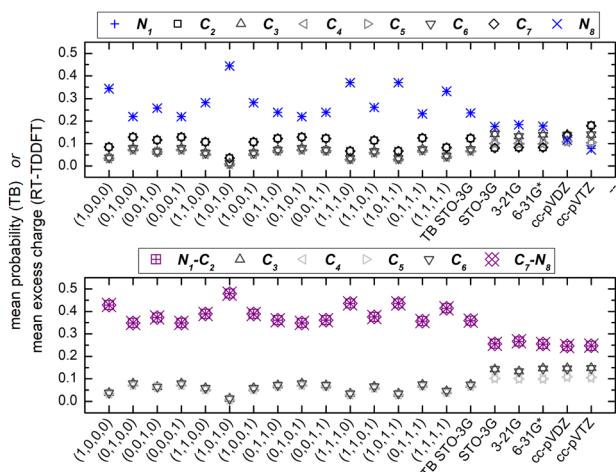 N₁ C₂ C₃ C₄ C₅ C₆ C₇ N₈
0.5
0.4
0.3
0.2
0.1
0.0
(1,0,0,0)
(0,1,0,0)
(0,0,1,0)
(0,0,0,1)
(1,1,0,0)
(1,0,1,0)
(1,0,0,1)
(0,1,1,0)
(0,1,0,1)
(0,0,1,1)
(1,1,1,0)
(1,1,0,1)
(1,0,1,1)
(0,1,1,1)
(1,1,1,1)
TB STO-3G
STO-3G
3-21G
6-31G*
cc-pVDZ
cc-pVTZ
--
mean probability (TB) or
mean excess charge (RT-TDDFT)
N₁-C₂ C₃ C₄ C₅ C₆ C₇-N₈
0.5
0.4
0.3
0.2
0.1
0.0
(1,0,0,0)
(0,1,0,0)
(0,0,1,0)
(0,0,0,1)
(1,1,0,0)
(1,0,1,0)
(1,0,0,1)
(0,1,1,0)
(0,1,0,1)
(0,0,1,1)
(1,1,1,0)
(1,1,0,1)
(1,0,1,1)
(0,1,1,1)
(1,1,1,1)
TB STO-3G
STO-3G
3-21G
6-31G*
cc-pVDZ
cc-pVTZ